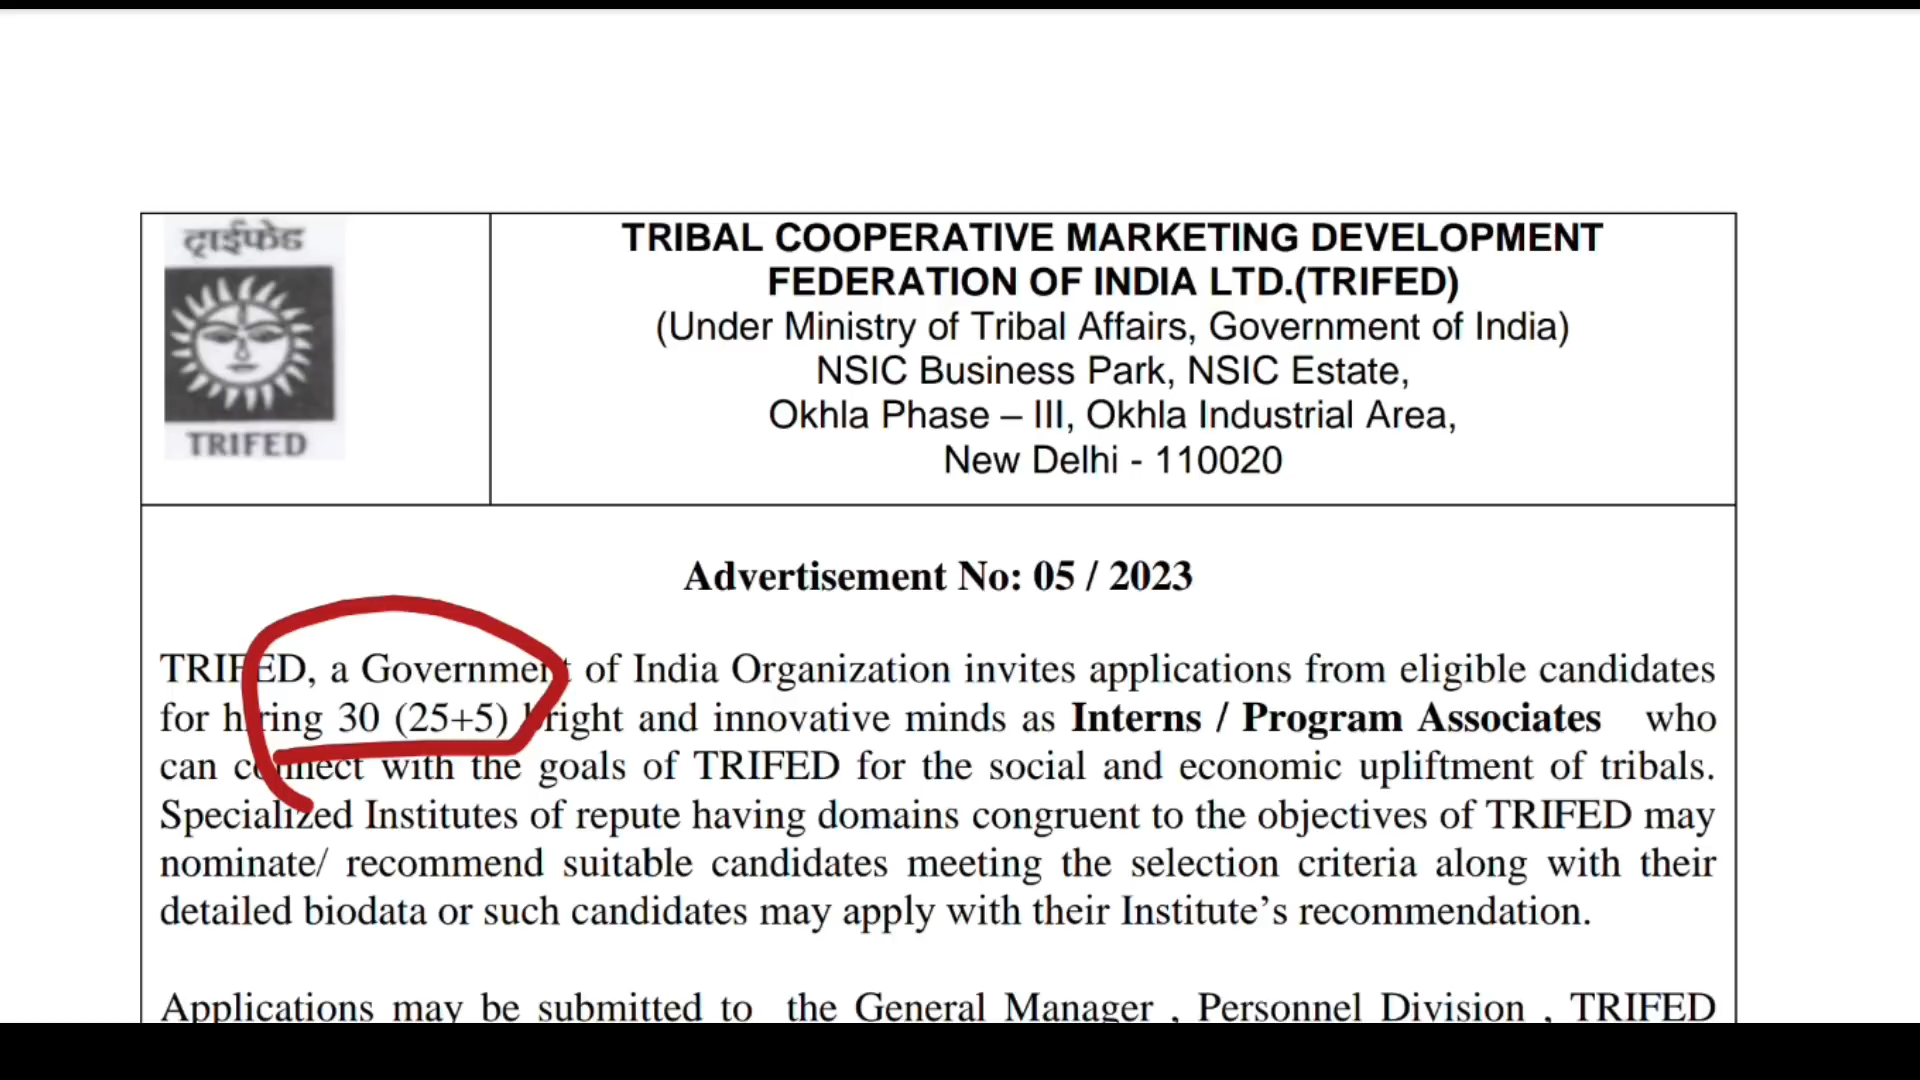 ट्राईफेड
TRIFED
TRIBAL COOPERATIVE MARKETING DEVELOPMENT
FEDERATION OF INDIA LTD.(TRIFED)
(Under Ministry of Tribal Affairs, Government of India)
NSIC Business Park, NSIC Estate,
Okhla Phase – III, Okhla Industrial Area,
New Delhi - 110020
Advertisement No: 05 / 2023
TRIFED, a Government of India Organization invites applications from eligible candidates
for hiring 30 (25+5) bright and innovative minds as Interns / Program Associates who
can connect with the goals of TRIFED for the social and economic upliftment of tribals.
Specialized Institutes of repute having domains congruent to the objectives of TRIFED may
nominate/ recommend suitable candidates meeting the selection criteria along with their
detailed biodata or such candidates may apply with their Institute’s recommendation.
Applications may be submitted to the General Manager , Personnel Division , TRIFED